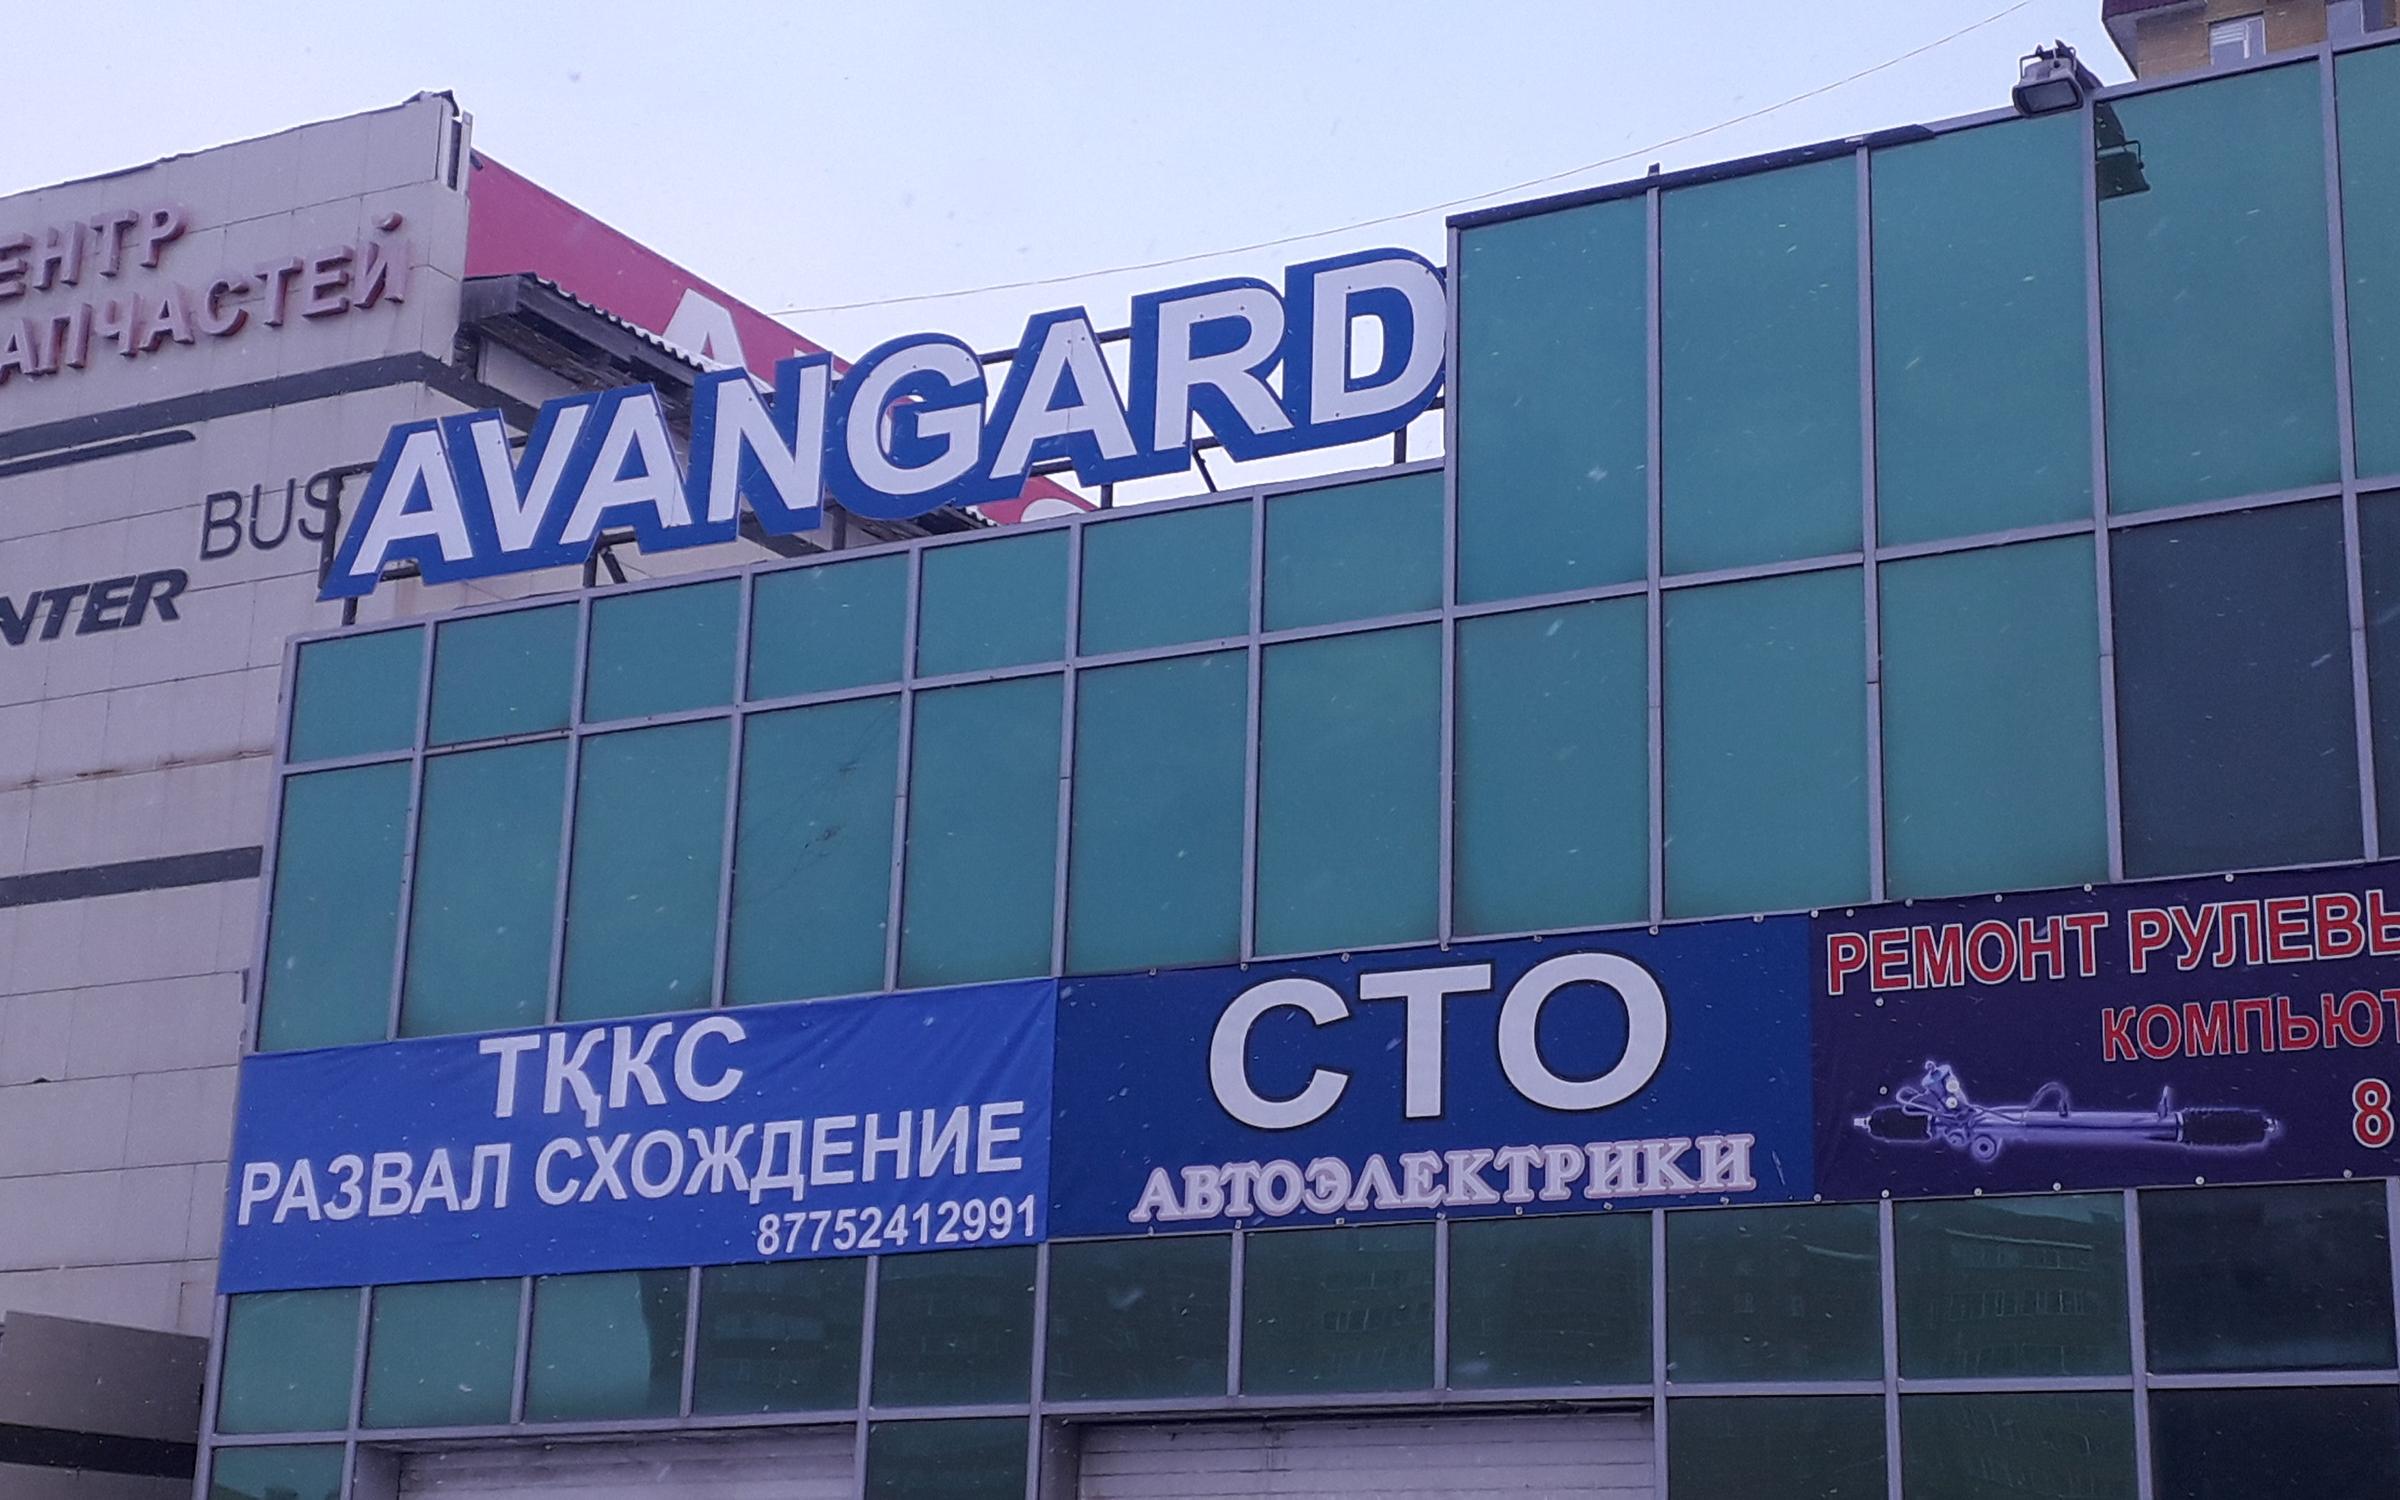 ЕНТР
АПЧАСТЕЙ
BUS
NTER
AVANGARD
ТҚКС
РАЗВАЛ СХОЖДЕНИЕ
87752412991
СТО
АВТОЭЛЕКТРИКИ
РЕМОНТ РУЛЕВЫ
КОМПЬЮТ
8